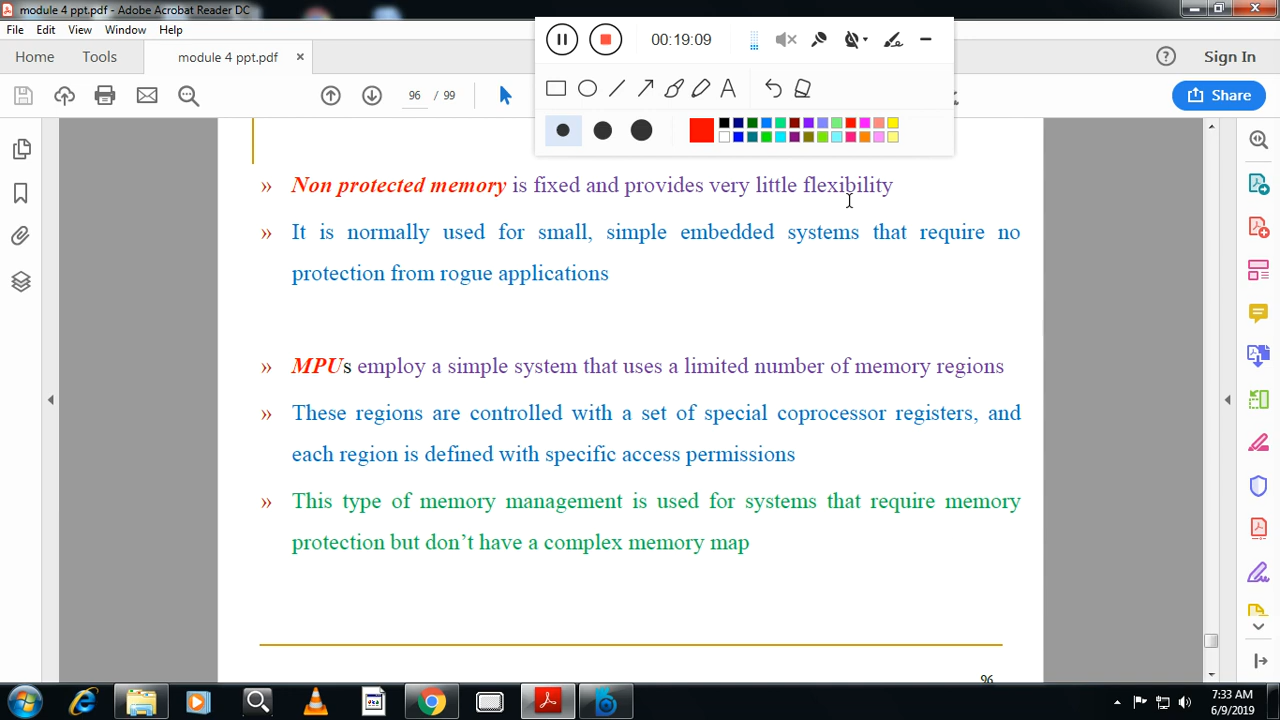 module 4 ppt.pdf - Adobe Acrobat Reader DC
File Edit View Window Help
00:19:09
Home Tools module 4 ppt.pdf × Sign In
96 / 99 Share
» Non protected memory is fixed and provides very little flexibility
» It is normally used for small, simple embedded systems that require no
protection from rogue applications
» MPUs employ a simple system that uses a limited number of memory regions
» These regions are controlled with a set of special coprocessor registers, and
each region is defined with specific access permissions
» This type of memory management is used for systems that require memory
protection but don’t have a complex memory map
96
7:33 AM
6/9/2019